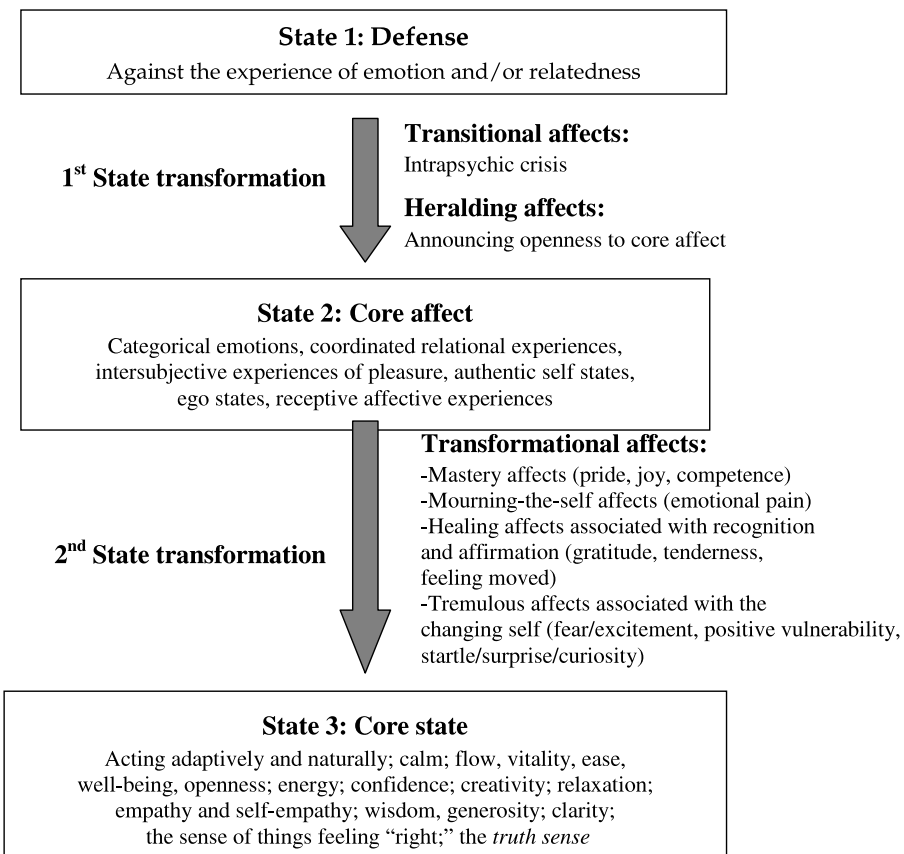 State 1: Defense
Against the experience of emotion and/or relatedness
Transitional affects:
Intrapsychic crisis
1st State transformation
Heralding affects:
Announcing openness to core affect
State 2: Core affect
Categorical emotions, coordinated relational experiences,
intersubjective experiences of pleasure, authentic self states,
ego states, receptive affective experiences
Transformational affects:
-Mastery affects (pride, joy, competence)
-Mourning-the-self affects (emotional pain)
-Healing affects associated with recognition
and affirmation (gratitude, tenderness,
feeling moved)
2nd State transformation
-Tremulous affects associated with the
changing self (fear/excitement, positive vulnerability,
startle/surprise/curiosity)
State 3: Core state
Acting adaptively and naturally; calm; flow, vitality, ease,
well-being, openness; energy; confidence; creativity; relaxation;
empathy and self-empathy; wisdom, generosity; clarity;
the sense of things feeling “right;” the truth sense